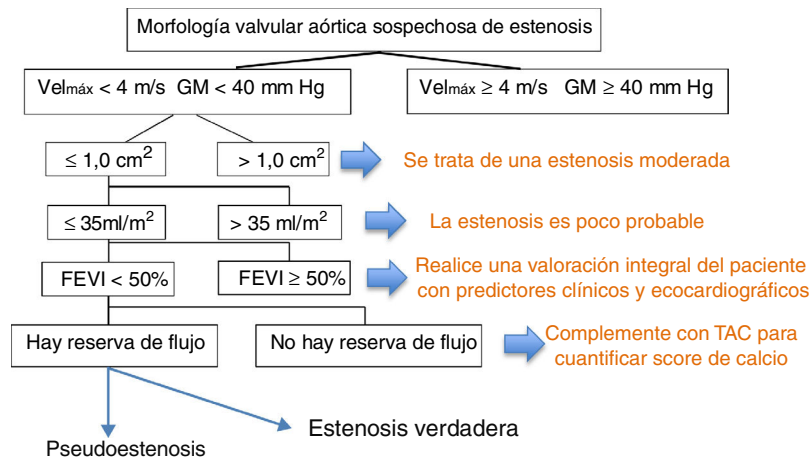 Morfología valvular aórtica sospechosa de estenosis
Velmáx < 4 m/s GM < 40 mm Hg
Velmáx ≥ 4 m/s GM ≥ 40 mm Hg
≤ 1,0 cm²
> 1,0 cm²
Se trata de una estenosis moderada
≤ 35ml/m²
> 35 ml/m²
La estenosis es poco probable
FEVI < 50%
FEVI ≥ 50%
Realice una valoración integral del paciente
con predictores clínicos y ecocardiográficos
Hay reserva de flujo
No hay reserva de flujo
Complemente con TAC para
cuantificar score de calcio
Estenosis verdadera
Pseudoestenosis